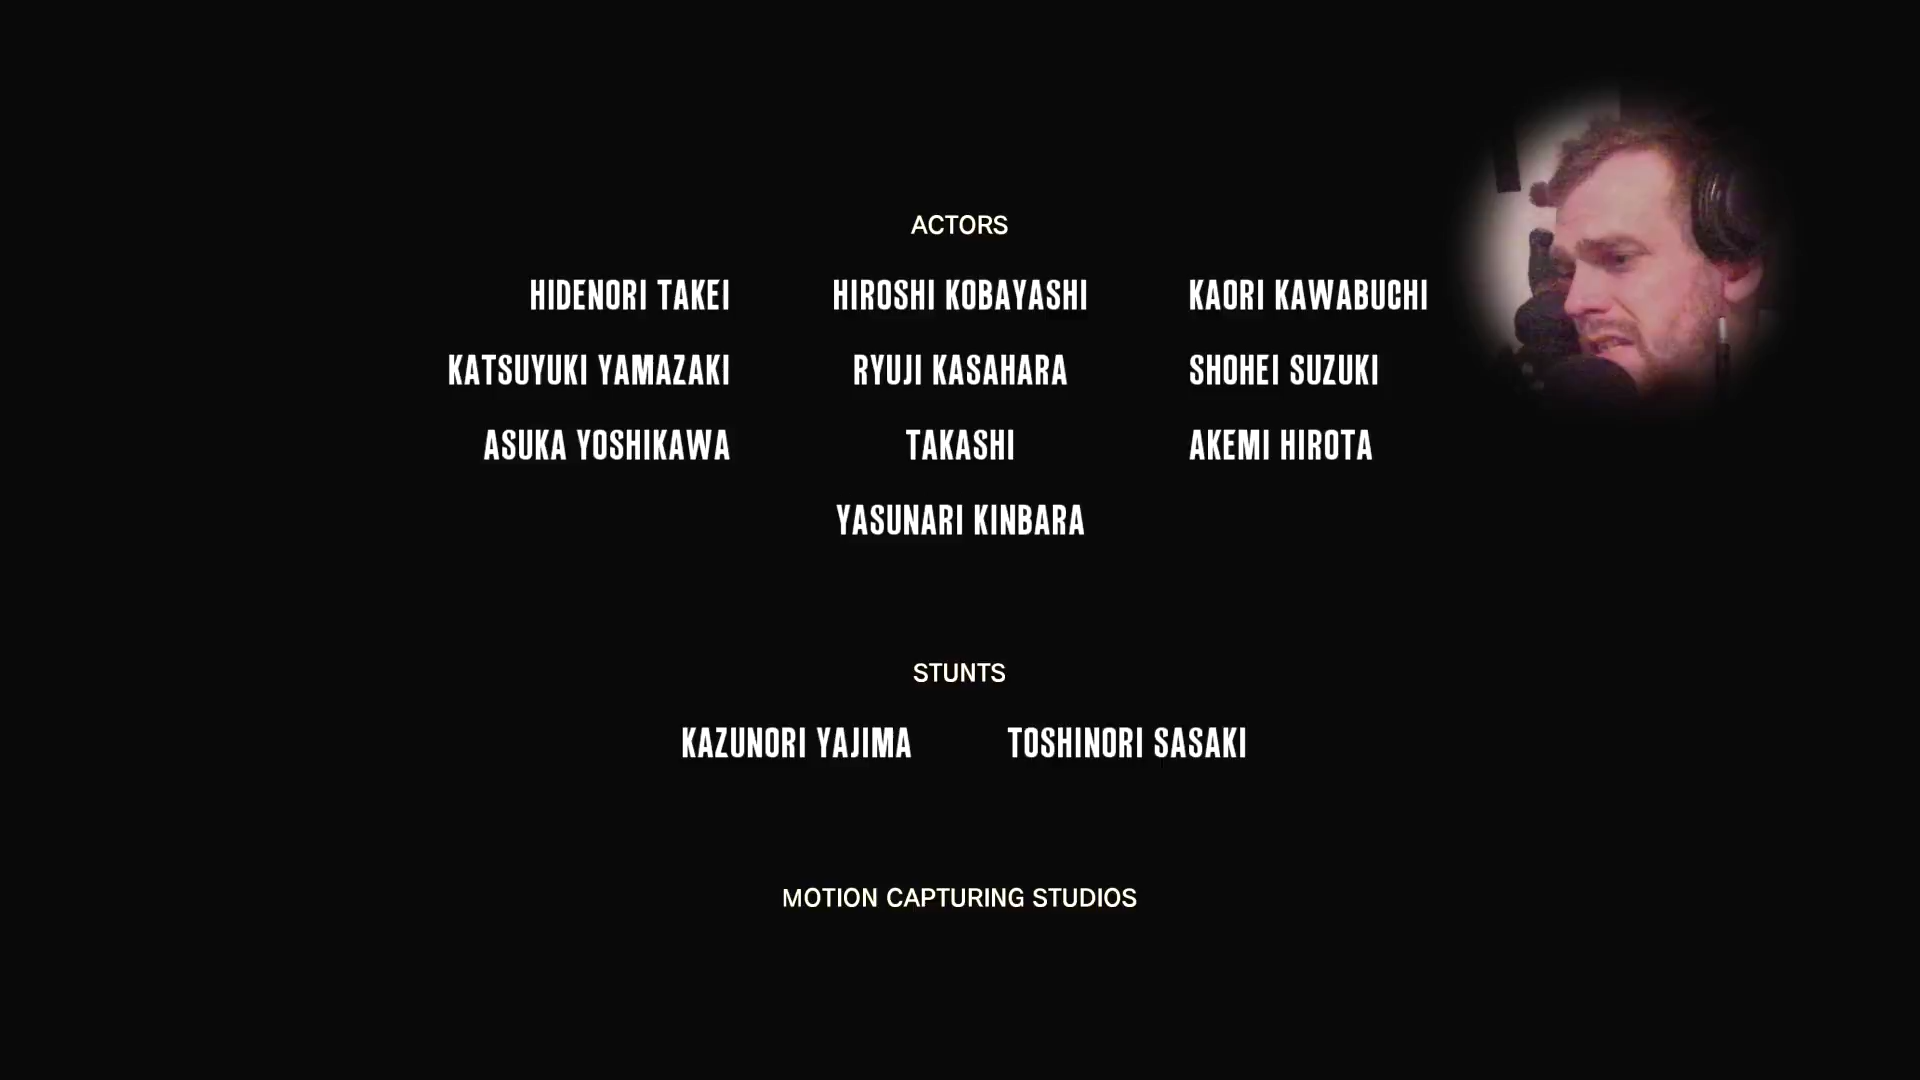 ACTORS
HIDENORI TAKEI HIROSHI KOBAYASHI KAORI KAWABUCHI
KATSUYUKI YAMAZAKI RYUJI KASAHARA SHOHEI SUZUKI
ASUKA YOSHIKAWA TAKASHI AKEMI HIROTA
YASUNARI KINBARA
STUNTS
KAZUNORI YAJIMA TOSHINORI SASAKI
MOTION CAPTURING STUDIOS